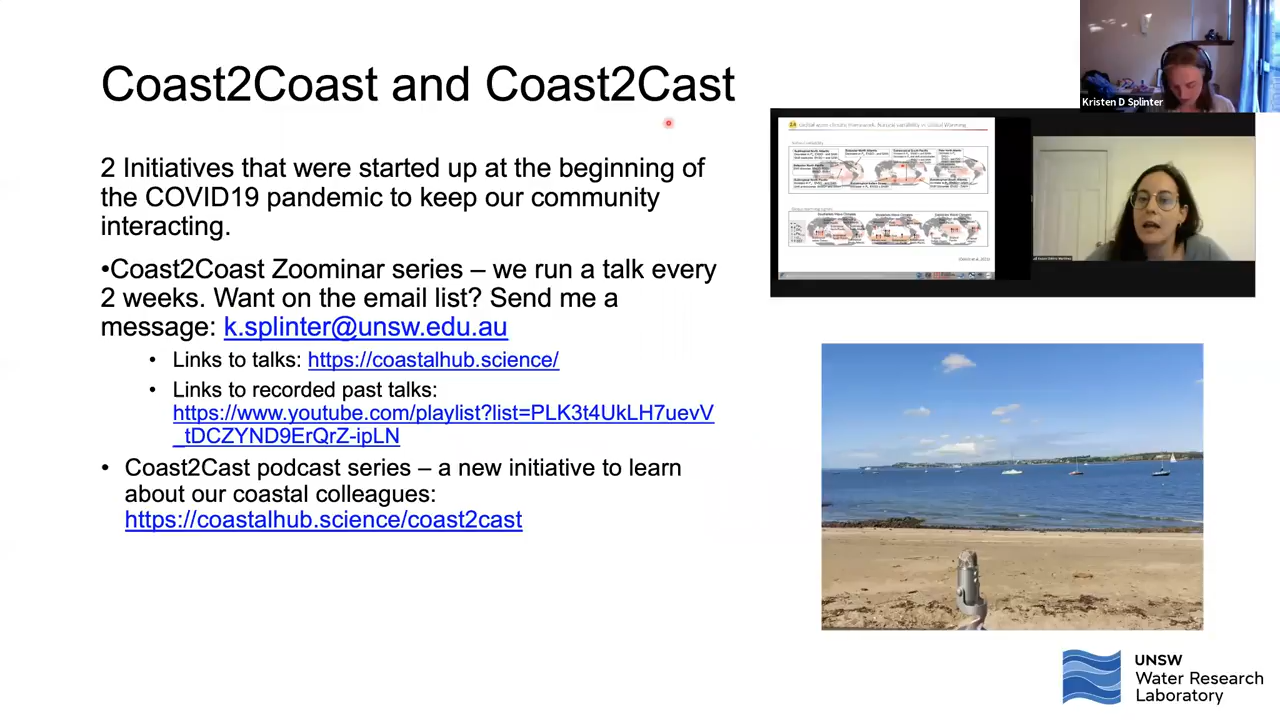 Coast2Coast and Coast2Cast
Kristen D Splinter
2 Initiatives that were started up at the beginning of
the COVID19 pandemic to keep our community
interacting.
•Coast2Coast Zoominar series – we run a talk every
2 weeks. Want on the email list? Send me a
message: k.splinter@unsw.edu.au
• Links to talks: https://coastalhub.science/
• Links to recorded past talks:
https://www.youtube.com/playlist?list=PLK3t4UkLH7uevV
_tDCZYND9ErQrZ-ipLN
• Coast2Cast podcast series – a new initiative to learn
about our coastal colleagues:
https://coastalhub.science/coast2cast
UNSW
Water Research
Laboratory